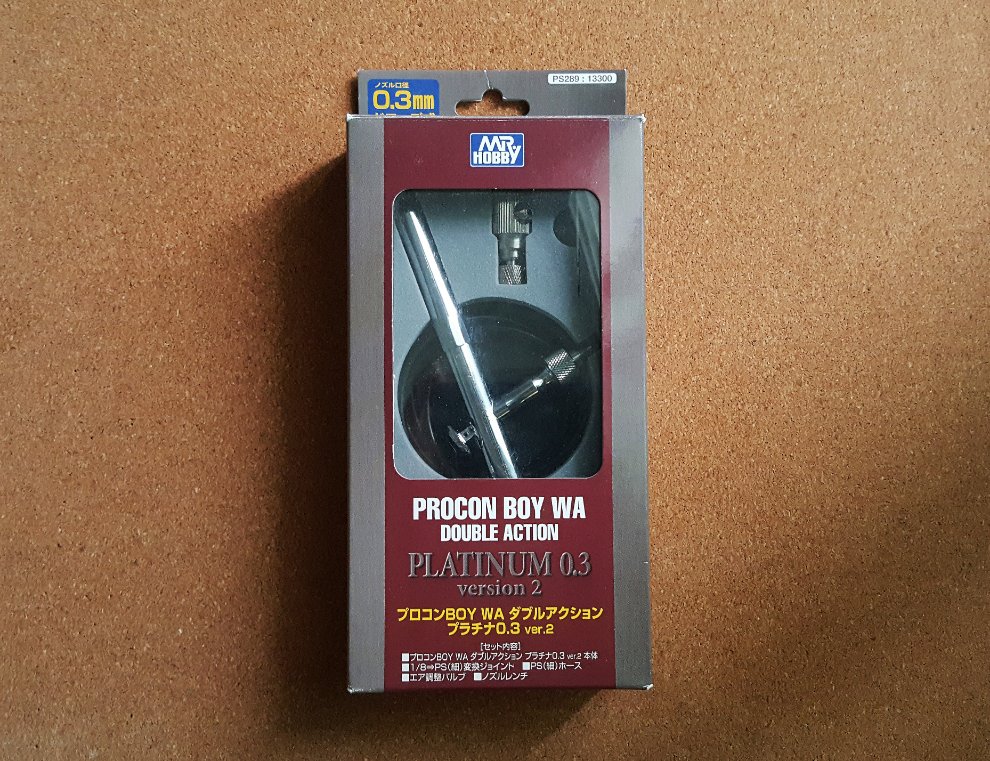 PS289 : 13300
ノズル口径
0.3mm
MR.
HOBBY
PROCON BOY WA
DOUBLE ACTION
PLATINUM 0.3
version 2
プロコンBOY WA ダブルアクション
プラチナ0.3 ver.2
[セット内容]
■プロコンBOY WA ダブルアクション プラチナ0.3 ver.2 本体
■1/8⇒PS(細)変換ジョイント ■PS(細)ホース
■エア調整バルブ ■ノズルレンチ